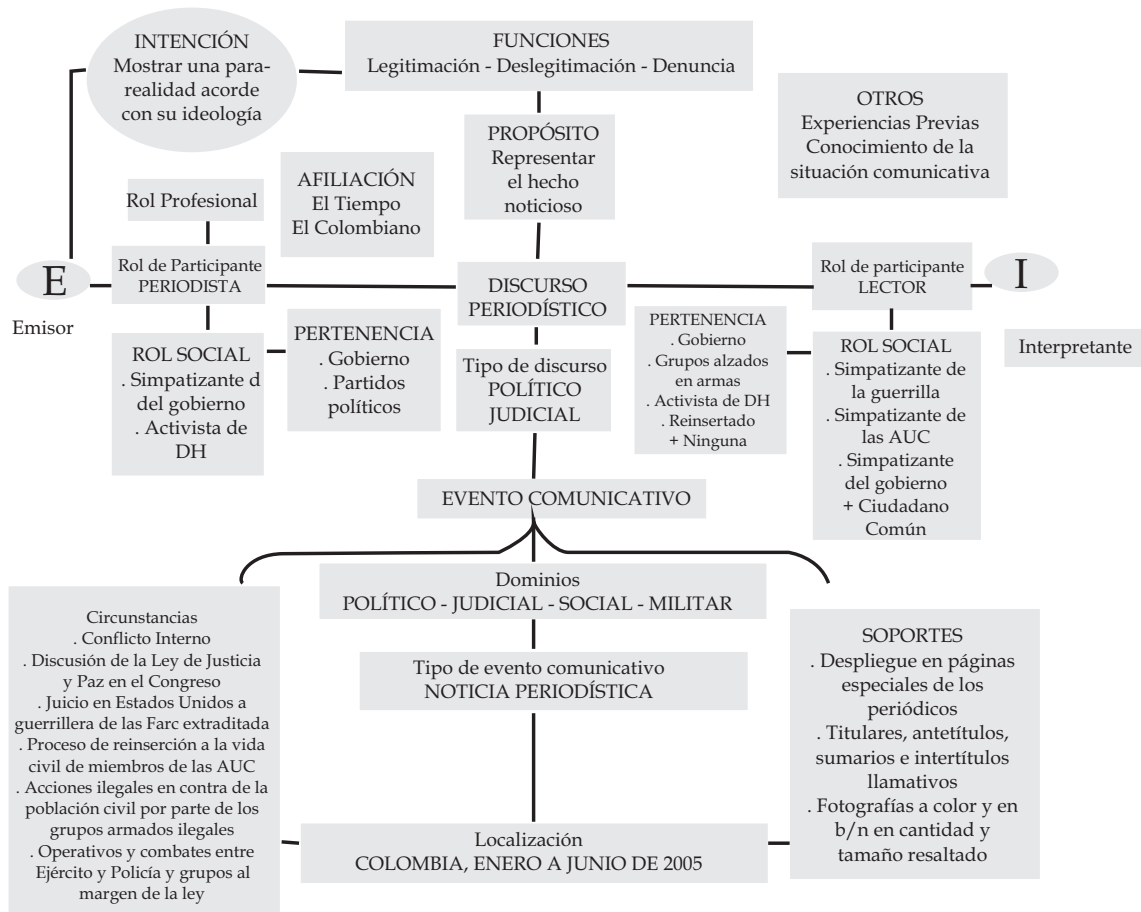 INTENCIÓN
Mostrar una para-
realidad acorde
con su ideología
FUNCIONES
Legitimación - Deslegitimación - Denuncia
OTROS
Experiencias Previas
Conocimiento de la
situación comunicativa
PROPÓSITO
Representar
el hecho
noticioso
AFILIACIÓN
El Tiempo
El Colombiano
Rol Profesional
E
Emisor
Rol de Participante
PERIODISTA
DISCURSO
PERIODÍSTICO
Rol de participante
LECTOR
I
Interpretante
ROL SOCIAL
. Simpatizante d
del gobierno
. Activista de
DH
PERTENENCIA
. Gobierno
. Partidos
políticos
Tipo de discurso
POLÍTICO
JUDICIAL
PERTENENCIA
. Gobierno
. Grupos alzados
en armas
. Activista de DH
. Reinsertado
+ Ninguna
ROL SOCIAL
. Simpatizante de
la guerrilla
. Simpatizante de
las AUC
. Simpatizante
del gobierno
+ Ciudadano
Común
EVENTO COMUNICATIVO
Dominios
POLÍTICO - JUDICIAL - SOCIAL - MILITAR
Tipo de evento comunicativo
NOTICIA PERIODÍSTICA
Circunstancias
. Conflicto Interno
. Discusión de la Ley de Justicia
y Paz en el Congreso
. Juicio en Estados Unidos a
guerrillera de las Farc extraditada
. Proceso de reinserción a la vida
civil de miembros de las AUC
. Acciones ilegales en contra de la
población civil por parte de los
grupos armados ilegales
. Operativos y combates entre
Ejército y Policía y grupos al
margen de la ley
SOPORTES
. Despliegue en páginas
especiales de los
periódicos
. Titulares, antetítulos,
sumarios e intertítulos
llamativos
. Fotografías a color y en
b/n en cantidad y
tamaño resaltado
Localización
COLOMBIA, ENERO A JUNIO DE 2005